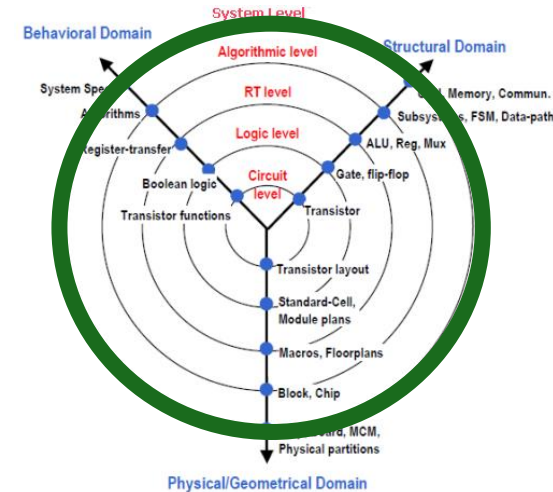 System Level
Behavioral Domain
Structural Domain
Algorithmic level
System
RT level
Memory, Commun.
Algorithms
Subsystems, FSM, Data-path
Logic level
Register-transfer
ALU, Reg, Mux
Boolean logic
Circuit
level
Gate, flip-flop
Transistor functions
Transistor
Transistor layout
Standard-Cell,
Module plans
Macros, Floorplans
Block, Chip
MCM,
Physical partitions
Physical/Geometrical Domain